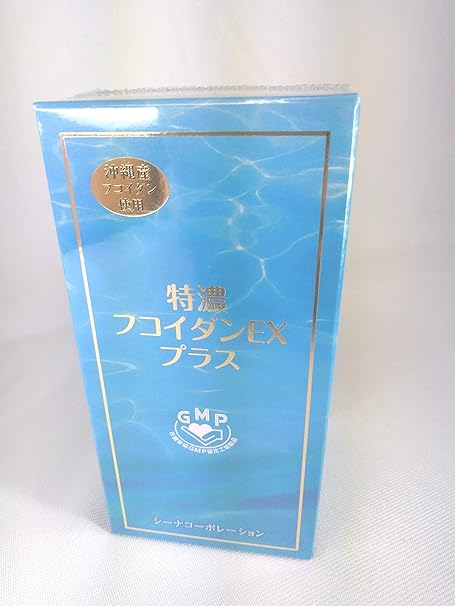 沖縄産
フコイダン
使用
特濃
フコイダンEX
プラス
GMP
シーナコーポレーション